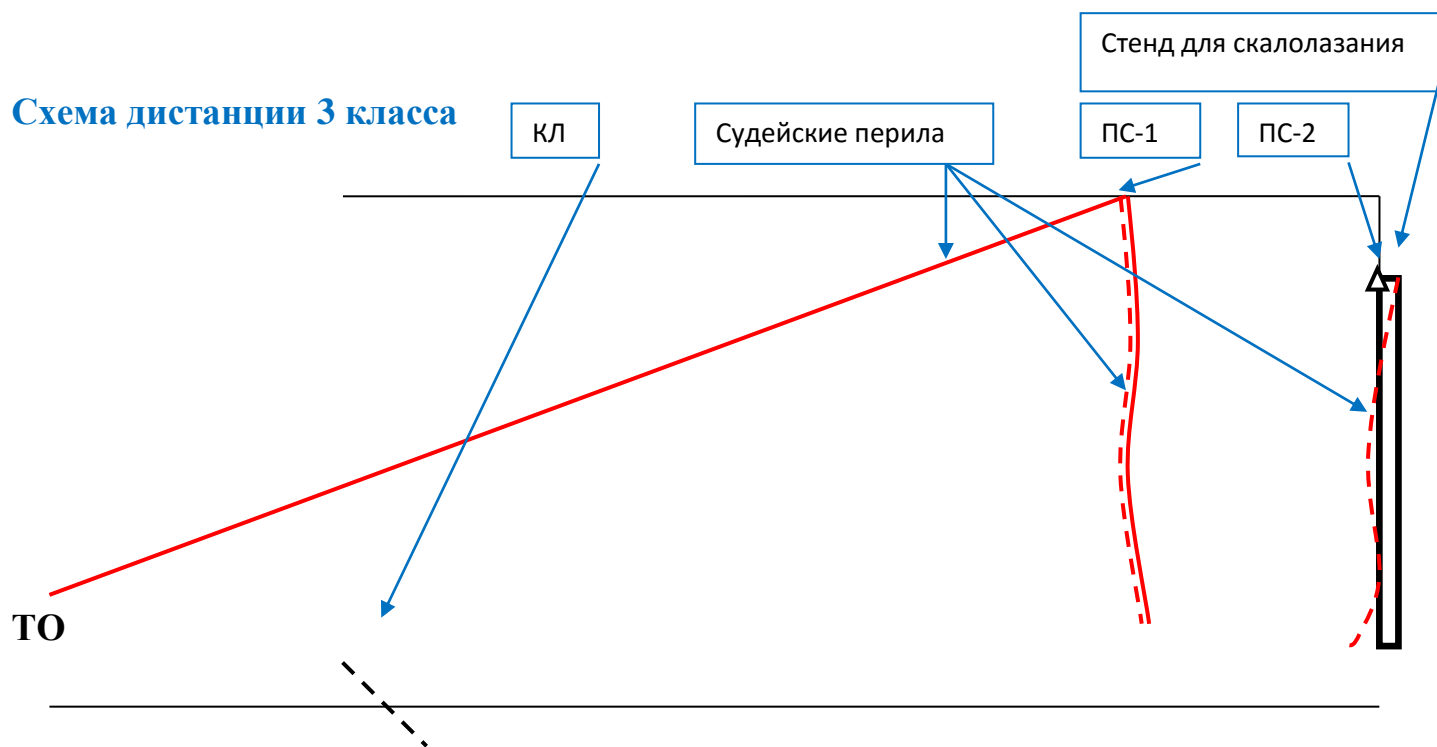 Стенд для скалолазания
Схема дистанции 3 класса
КЛ
Судейские перила
ПС-1
ПС-2
ТО